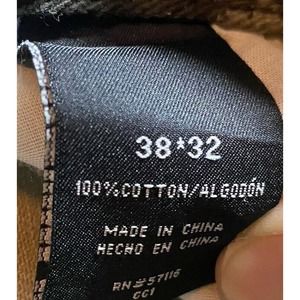 38*32
100%COTTON/ALGODÓN
MADE IN CHINA
HECHO EN CHINA
RN#57116
CC1